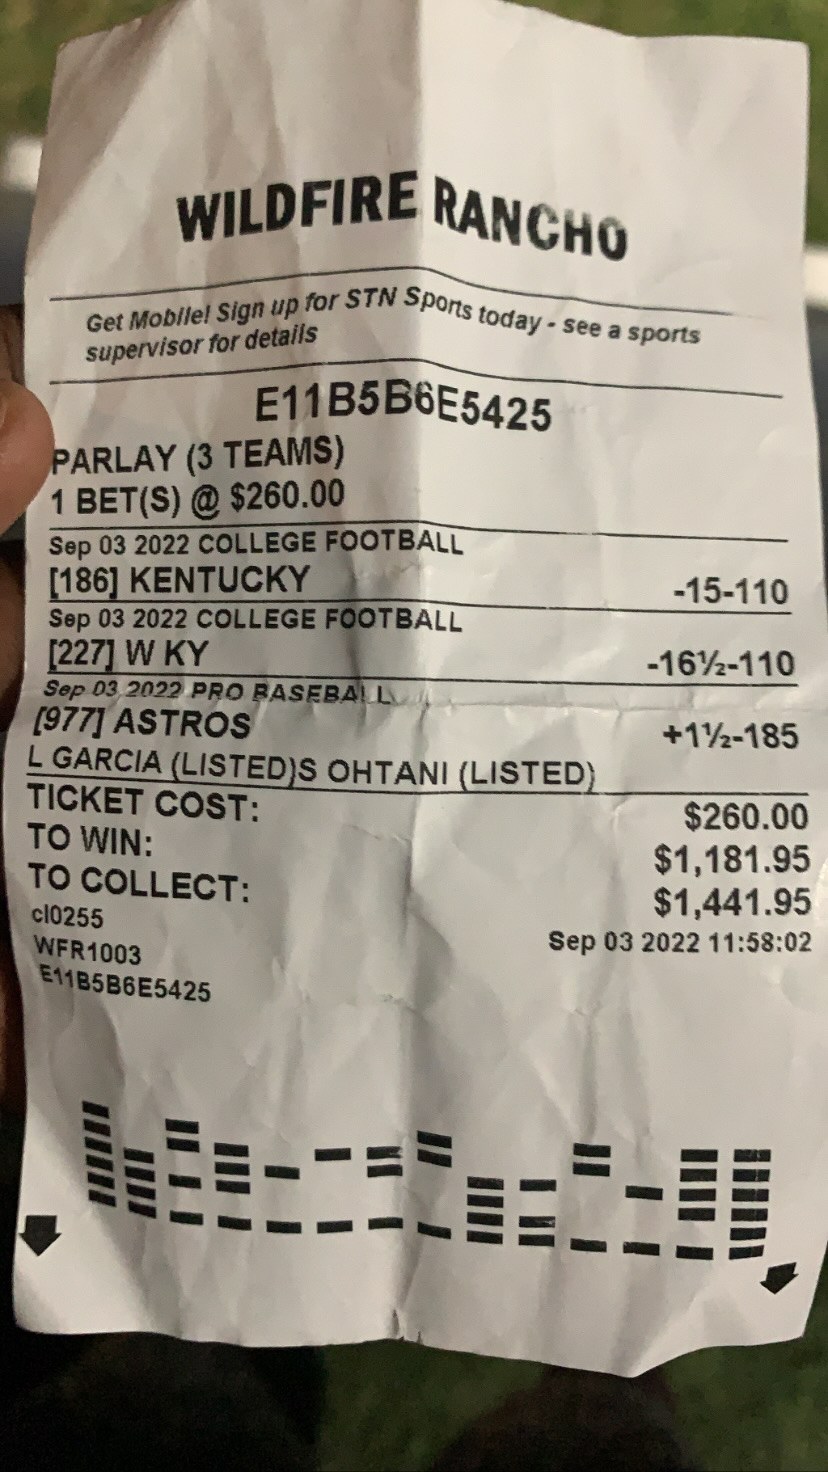 WILDFIRE RANCHO
Get Mobile! Sign up for STN Sports today - see a sports
supervisor for details
E11B5B6E5425
PARLAY (3 TEAMS)
1 BET(S) @ $260.00
Sep 03 2022 COLLEGE FOOTBALL
[186] KENTUCKY -15-110
Sep 03 2022 COLLEGE FOOTBALL
[227] W KY -16½-110
Sep 03 2022 PRO BASEBALL
[977] ASTROS +1½-185
L GARCIA (LISTED)S OHTANI (LISTED)
TICKET COST: $260.00
TO WIN: $1,181.95
TO COLLECT: $1,441.95
cl0255 Sep 03 2022 11:58:02
WFR1003
E11B5B6E5425